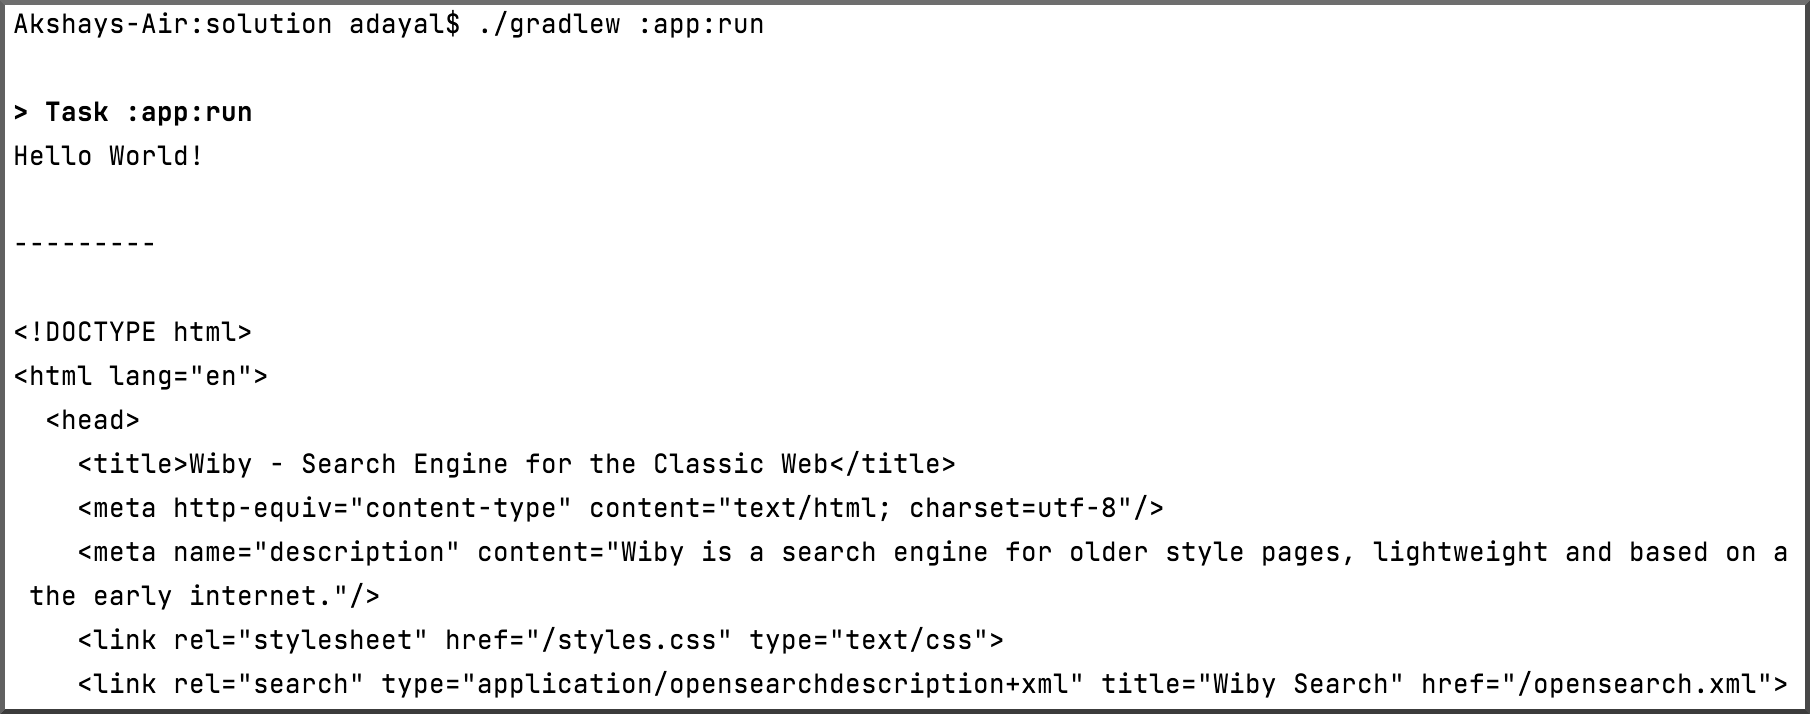 Akshays-Air:solution adayal$ ./gradlew :app:run
> Task :app:run
Hello World!
---------
<!DOCTYPE html>
<html lang="en">
  <head>
    <title>Wiby - Search Engine for the Classic Web</title>
    <meta http-equiv="content-type" content="text/html; charset=utf-8"/>
    <meta name="description" content="Wiby is a search engine for older style pages, lightweight and based on a
 the early internet."/>
    <link rel="stylesheet" href="/styles.css" type="text/css">
    <link rel="search" type="application/opensearchdescription+xml" title="Wiby Search" href="/opensearch.xml">